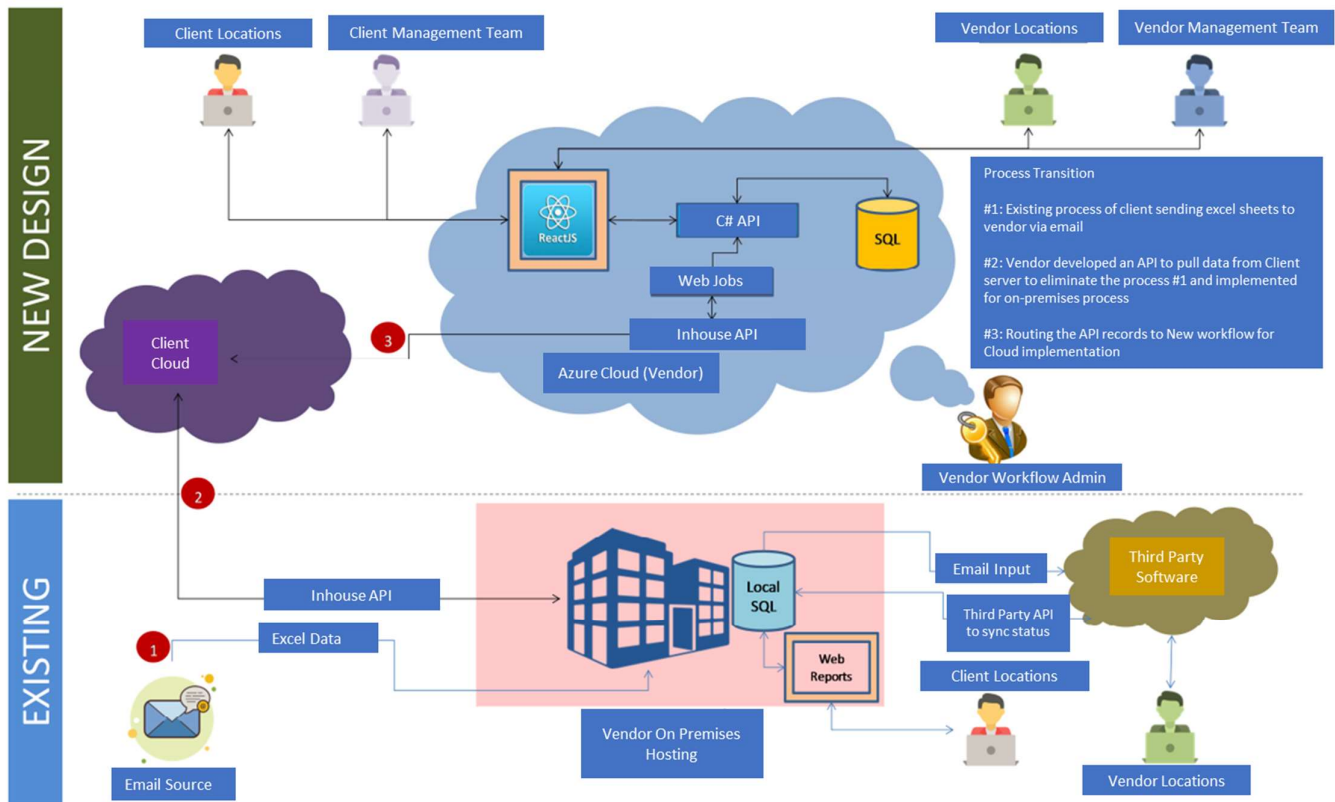 NEW DESIGN
Client Locations
Client Management Team
Vendor Locations
Vendor Management Team
ReactJS
C# API
SQL
Web Jobs
Inhouse API
Azure Cloud (Vendor)
Client
Cloud
3
Process Transition
#1: Existing process of client sending excel sheets to
vendor via email
#2: Vendor developed an API to pull data from Client
server to eliminate the process #1 and implemented
for on-premises process
#3: Routing the API records to New workflow for
Cloud implementation
Vendor Workflow Admin
2
EXISTING
Inhouse API
1
Excel Data
Email Source
Local
SQL
Web
Reports
Vendor On Premises
Hosting
Email Input
Third Party API
to sync status
Third Party
Software
Client Locations
Vendor Locations